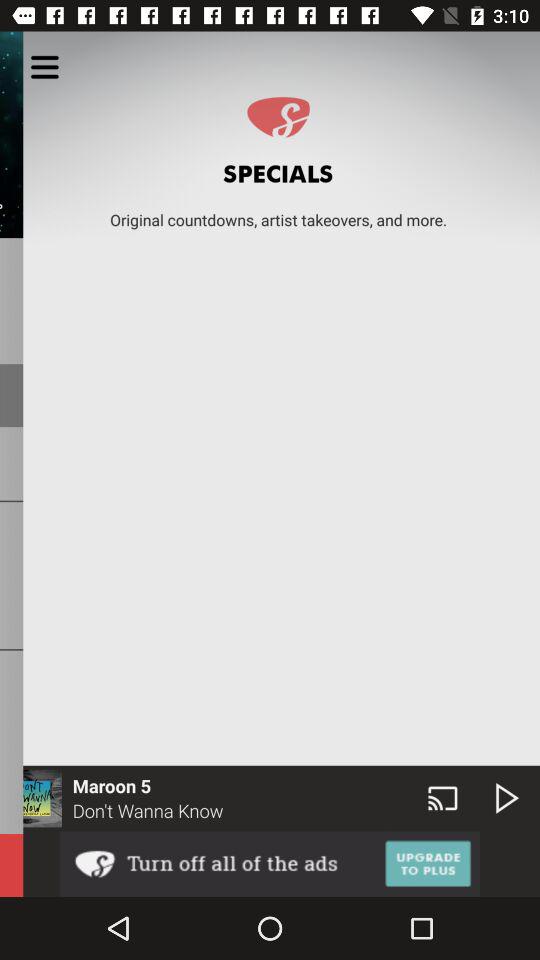 3:10
SPECIALS
Original countdowns, artist takeovers, and more.
Maroon 5
Don't Wanna Know
Turn off all of the ads
UPGRADE
TO PLUS